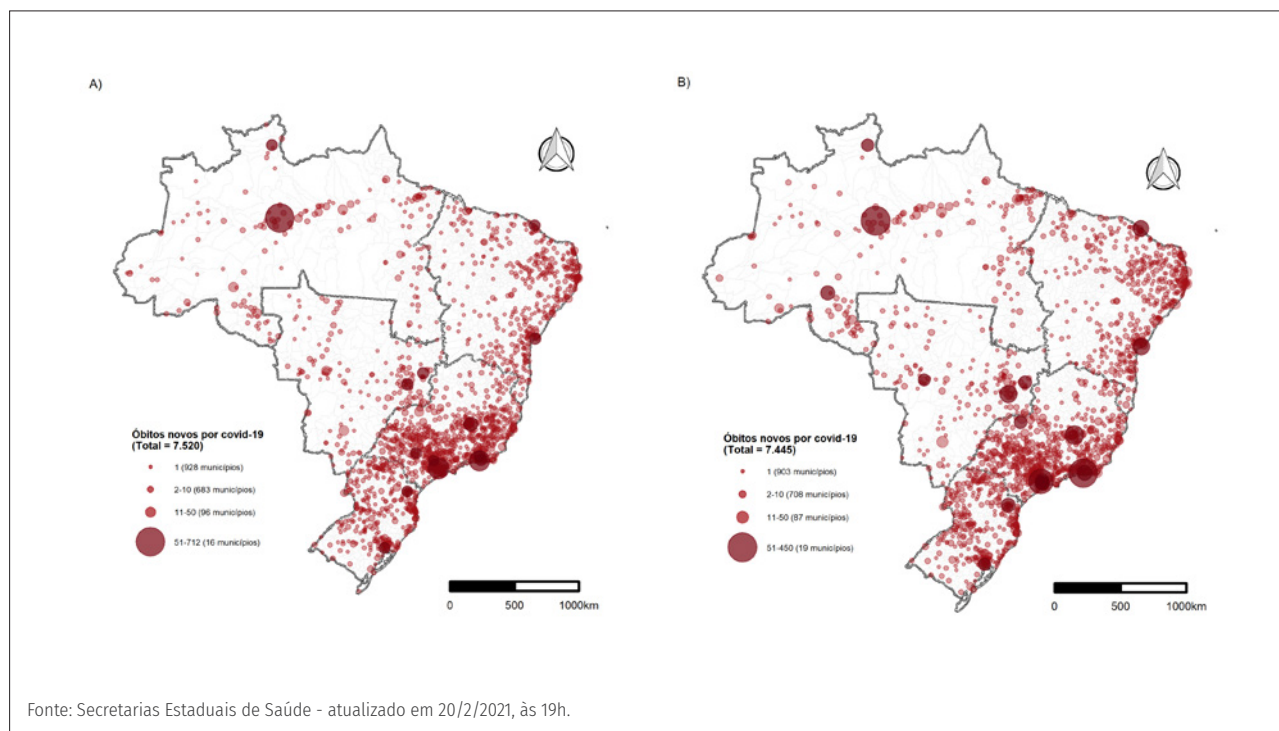 A)
Óbitos novos por covid-19
(Total = 7.520)
1 (928 municípios)
2-10 (683 municípios)
11-50 (96 municípios)
51-712 (16 municípios)
0 500 1000km
B)
Óbitos novos por covid-19
(Total = 7.445)
1 (903 municípios)
2-10 (708 municípios)
11-50 (87 municípios)
51-450 (19 municípios)
0 500 1000km
Fonte: Secretarias Estaduais de Saúde - atualizado em 20/2/2021, às 19h.